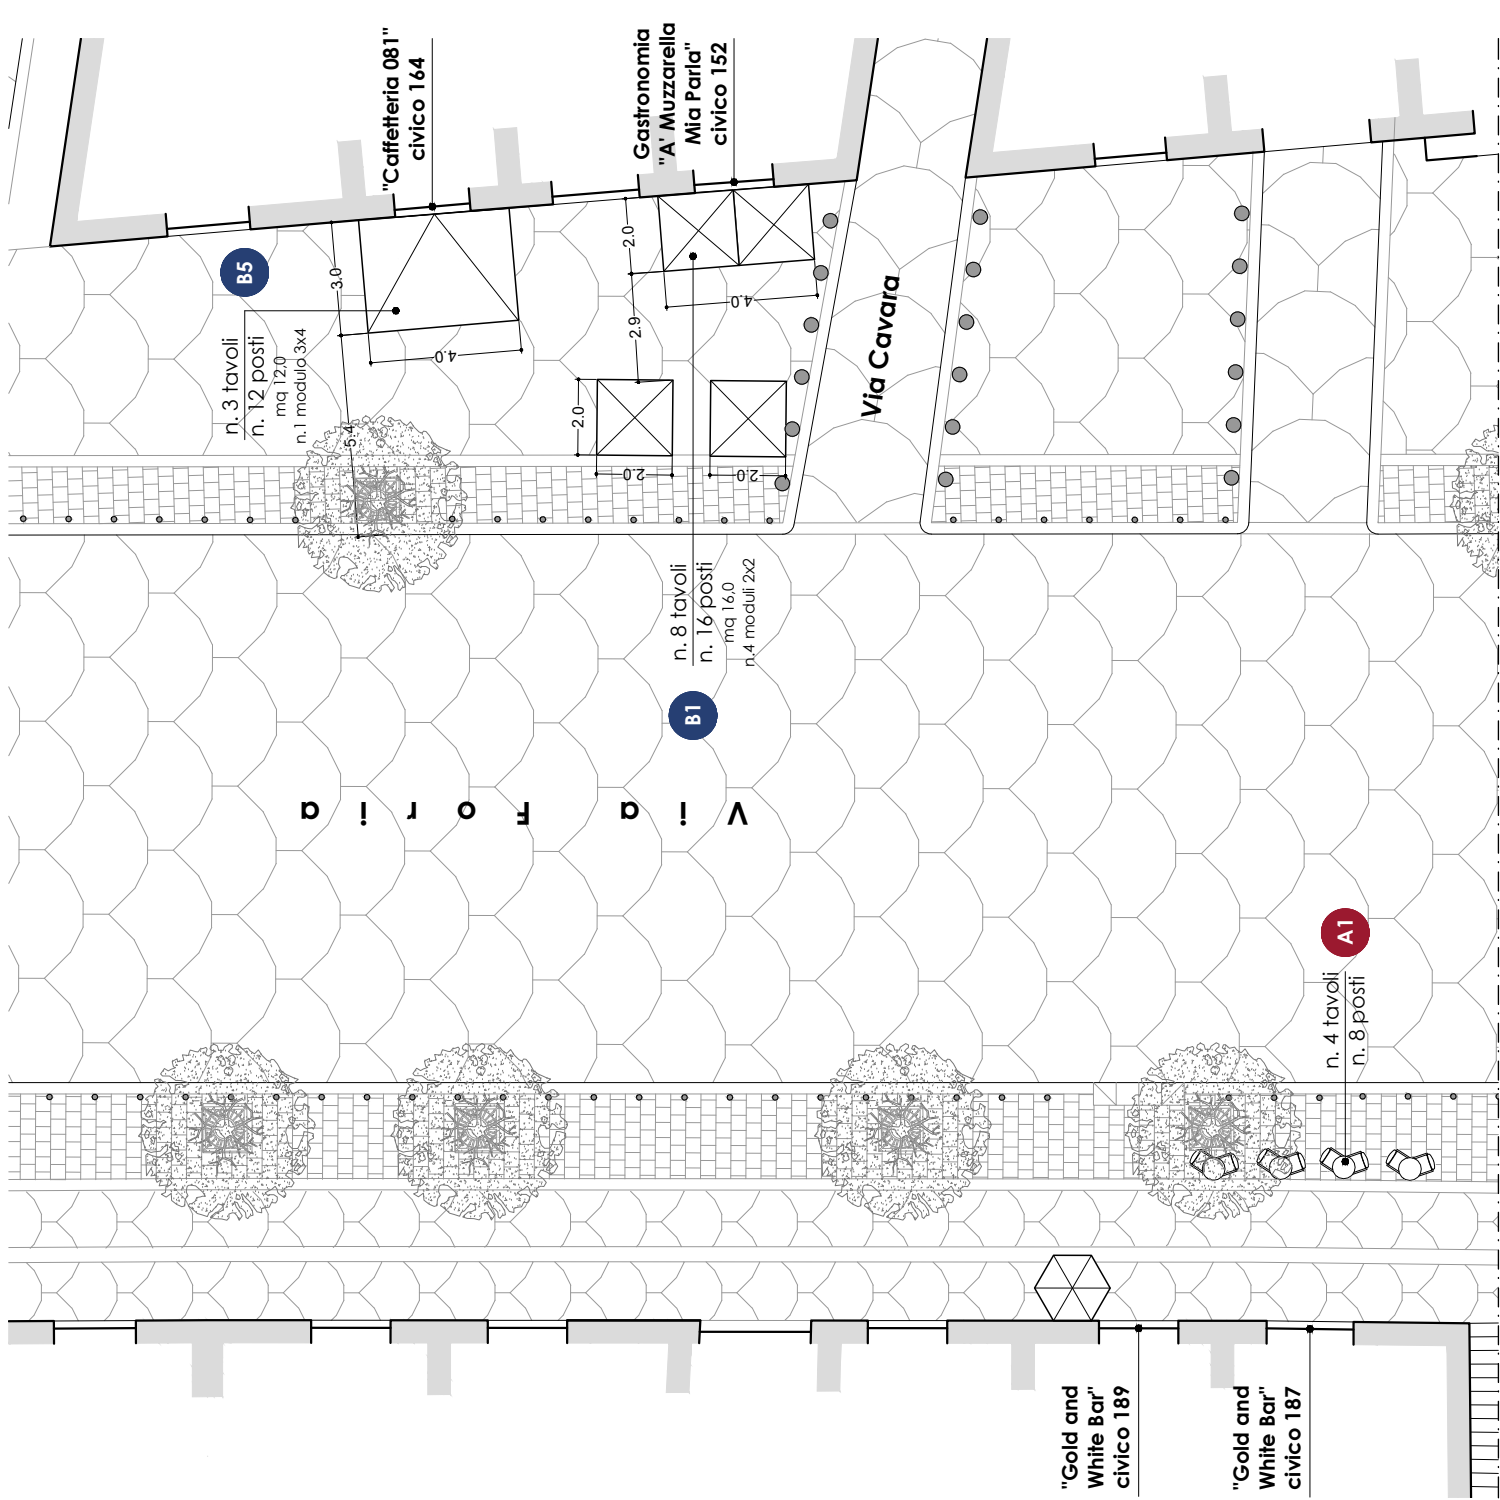 "Caffetteria 081"
civico 164
Gastronomia
"A' Muzzarella
Mia Parla"
civico 152
B5
n. 3 tavoli
n. 12 posti
mq 12,0
n.1 modulo 3x4
3.0
4.0
5.4
2.0
4.0
2.9
2.0
2.0
2.0
Via Cavara
n. 8 tavoli
n. 16 posti
mq 16,0
n.4 moduli 2x2
B1
Via Foria
A1
n. 4 tavoli
n. 8 posti
"Gold and
White Bar"
civico 189
"Gold and
White Bar"
civico 187